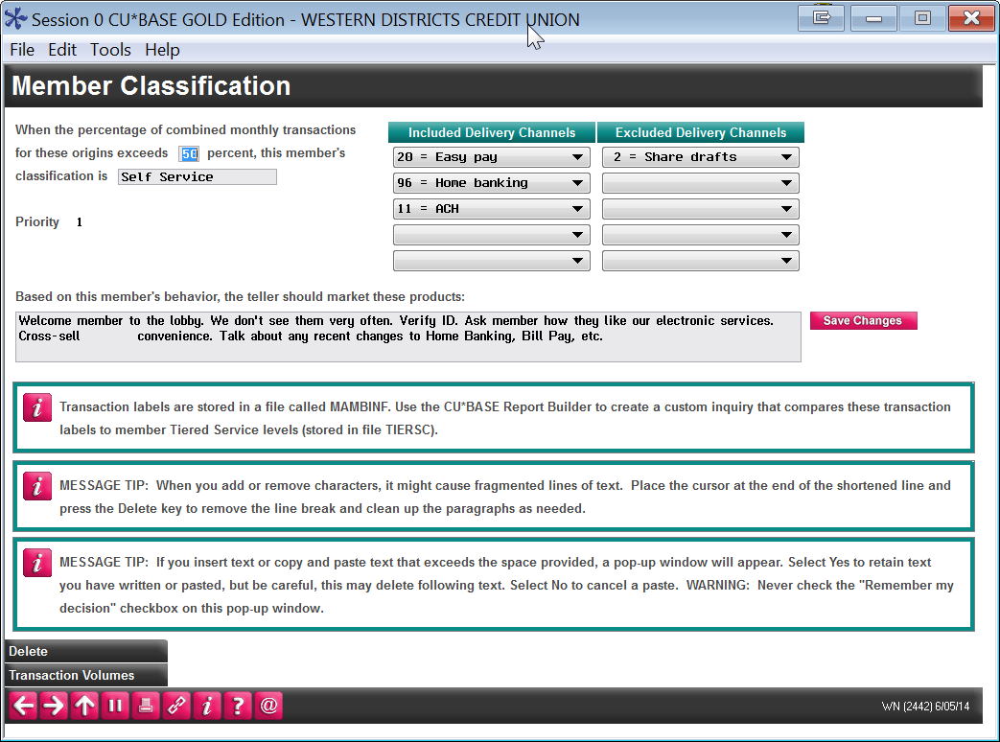 Session 0 CU*BASE GOLD Edition - WESTERN DISTRICTS CREDIT UNION
File Edit Tools Help
Member Classification
When the percentage of combined monthly transactions
for these origins exceeds 50 percent, this member's
classification is Self Service
Priority 1
Included Delivery Channels Excluded Delivery Channels
20 = Easy pay 2 = Share drafts
96 = Home banking
11 = ACH
Based on this member's behavior, the teller should market these products:
Welcome member to the lobby. We don't see them very often. Verify ID. Ask member how they like our electronic services.
Cross-sell convenience. Talk about any recent changes to Home Banking, Bill Pay, etc.
Save Changes
i Transaction labels are stored in a file called MAMBINF. Use the CU*BASE Report Builder to create a custom inquiry that compares these transaction
labels to member Tiered Service levels (stored in file TIERSC).
i MESSAGE TIP: When you add or remove characters, it might cause fragmented lines of text. Place the cursor at the end of the shortened line and
press the Delete key to remove the line break and clean up the paragraphs as needed.
i MESSAGE TIP: If you insert text or copy and paste text that exceeds the space provided, a pop-up window will appear. Select Yes to retain text
you have written or pasted, but be careful, this may delete following text. Select No to cancel a paste. WARNING: Never check the "Remember my
decision" checkbox on this pop-up window.
Delete
Transaction Volumes
i ? @ WN (2442) 6/05/14